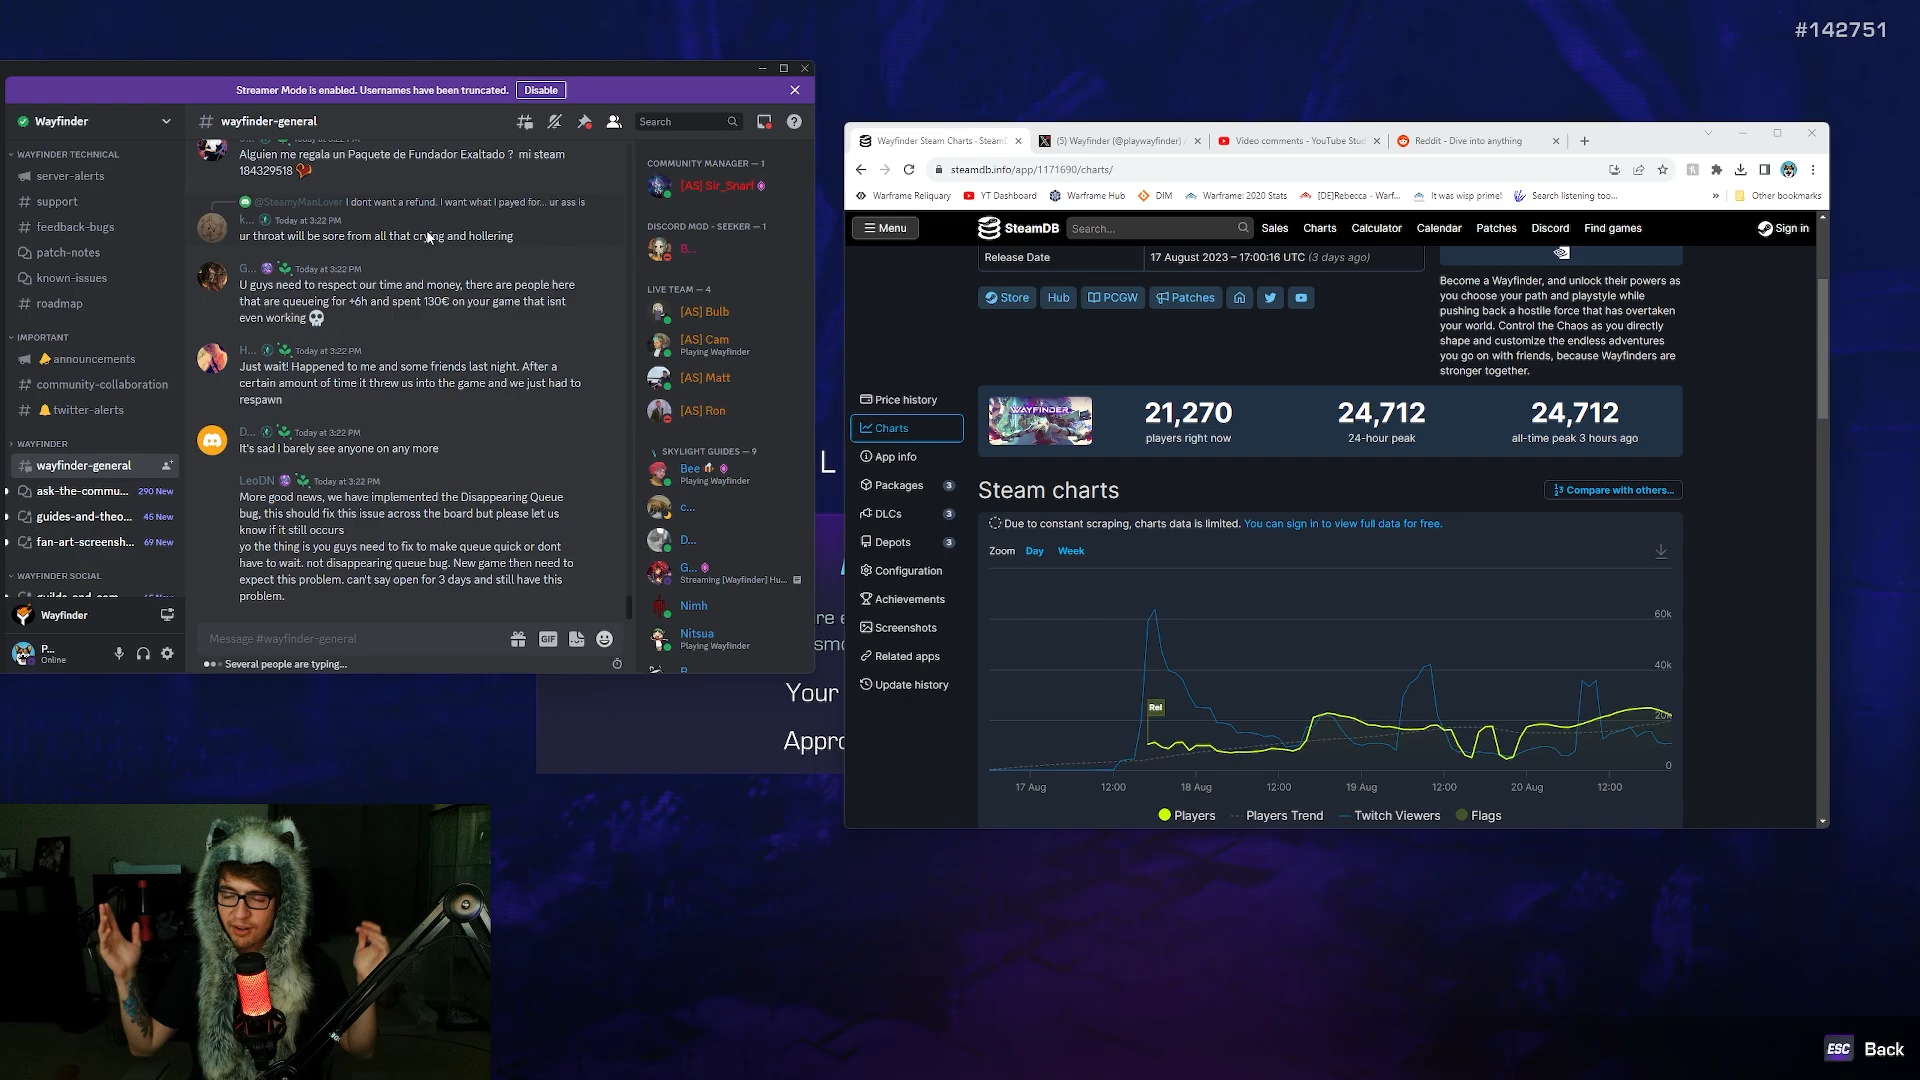 #142751
Streamer Mode is enabled. Usernames have been truncated. Disable
Wayfinder
# wayfinder-general
Search
WAYFINDER TECHNICAL
server-alerts
support
feedback-bugs
patch-notes
known-issues
roadmap
IMPORTANT
announcements
community-collaboration
twitter-alerts
WAYFINDER
wayfinder-general
ask-the-commu... 290 New
guides-and-theo... 45 New
fan-art-screensh... 69 New
WAYFINDER SOCIAL
Wayfinder
P...
Online
Alguien me regala un Paquete de Fundador Exaltado ? mi steam
184329518
@SteamyManLover I dont want a refund. I want what I payed for... ur ass is
k... Today at 3:22 PM
ur throat will be sore from all that crying and hollering
G... Today at 3:22 PM
U guys need to respect our time and money, there are people here
that are queueing for +6h and spent 130€ on your game that isnt
even working
H... Today at 3:22 PM
Just wait! Happened to me and some friends last night. After a
certain amount of time it threw us into the game and we just had to
respawn
D... Today at 3:22 PM
It's sad I barely see anyone on any more
LeoDN Today at 3:22 PM
More good news, we have implemented the Disappearing Queue
bug, this should fix this issue across the board but please let us
know if it still occurs
yo the thing is you guys need to fix to make queue quick or dont
have to wait. not disappearing queue bug. New game then need to
expect this problem. can't say open for 3 days and still have this
problem.
Message #wayfinder-general
GIF
Several people are typing...
COMMUNITY MANAGER — 1
[AS] Sir_Snarf
DISCORD MOD - SEEKER — 1
B...
LIVE TEAM — 4
[AS] Bulb
[AS] Cam
Playing Wayfinder
[AS] Matt
[AS] Ron
SKYLIGHT GUIDES — 9
Bee
Playing Wayfinder
c...
D...
G...
Streaming [Wayfinder] Hu...
Nimh
Nitsua
Playing Wayfinder
L
Your
Appro
Wayfinder Steam Charts · Steam
(5) Wayfinder (@playwayfinder)
Video comments - YouTube Stud
Reddit - Dive into anything
steamdb.info/app/1171690/charts/
Warframe Reliquary
YT Dashboard
Warframe Hub
DIM
Warframe: 2020 Stats
[DE]Rebecca - Warf...
It was wisp prime!
Search listening too...
»
Other bookmarks
Menu
SteamDB
Search...
Sales
Charts
Calculator
Calendar
Patches
Discord
Find games
Sign in
Release Date
17 August 2023 – 17:00:16 UTC (3 days ago)
Store
Hub
PCGW
Patches
Become a Wayfinder, and unlock their powers as
you choose your path and playstyle while
pushing back a hostile force that has overtaken
your world. Control the Chaos as you directly
shape and customize the endless adventures
you go on with friends, because Wayfinders are
stronger together.
Price history
Charts
App info
Packages 3
DLCs 3
Depots 3
Configuration
Achievements
Screenshots
Related apps
Update history
WAYFINDER
21,270
players right now
24,712
24-hour peak
24,712
all-time peak 3 hours ago
Steam charts
Compare with others...
Due to constant scraping, charts data is limited. You can sign in to view full data for free.
Zoom Day Week
60k
40k
20k
0
Rel
17 Aug
12:00
18 Aug
12:00
19 Aug
12:00
20 Aug
12:00
Players
Players Trend
Twitch Viewers
Flags
ESC Back